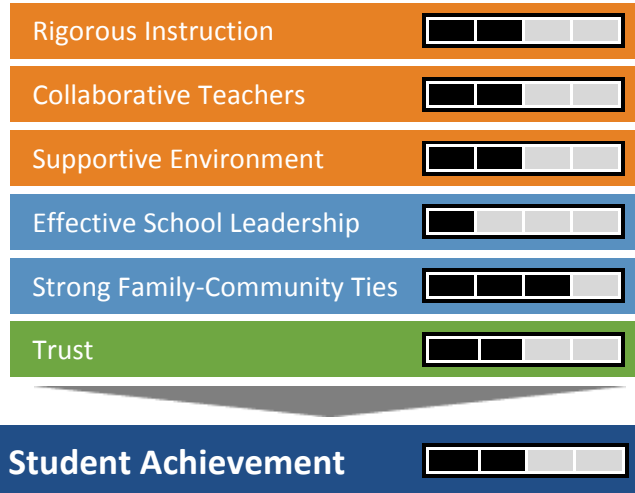 Rigorous Instruction
Collaborative Teachers
Supportive Environment
Effective School Leadership
Strong Family-Community Ties
Trust
Student Achievement